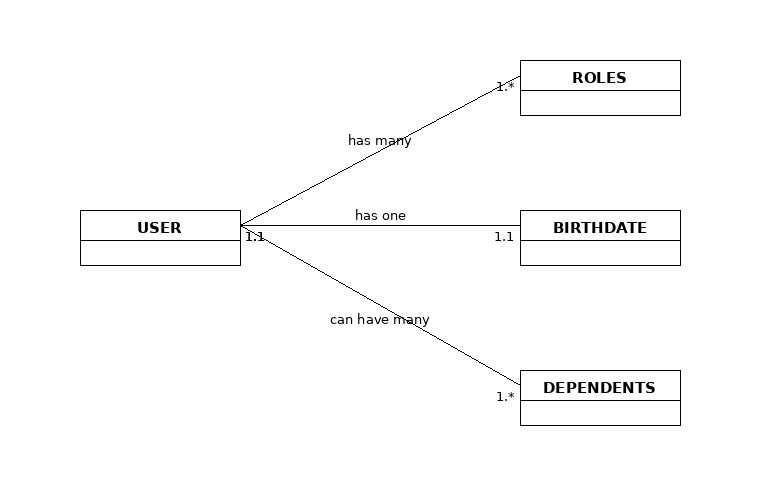 ROLES
1.*
has many
has one
USER
BIRTHDATE
1.1
1.1
can have many
DEPENDENTS
1.*